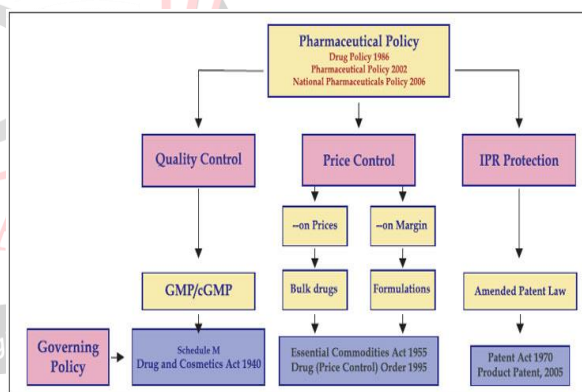 Pharmaceutical Policy
Drug Policy 1986
Pharmaceutical Policy 2002
National Pharmaceuticals Policy 2006
Quality Control
Price Control
IPR Protection
--on Prices
--on Margin
GMP/cGMP
Bulk drugs
Formulations
Amended Patent Law
Governing
Policy
Schedule M
Drug and Cosmetics Act 1940
Essential Commodities Act 1955
Drug (Price Control) Order 1995
Patent Act 1970
Product Patent, 2005